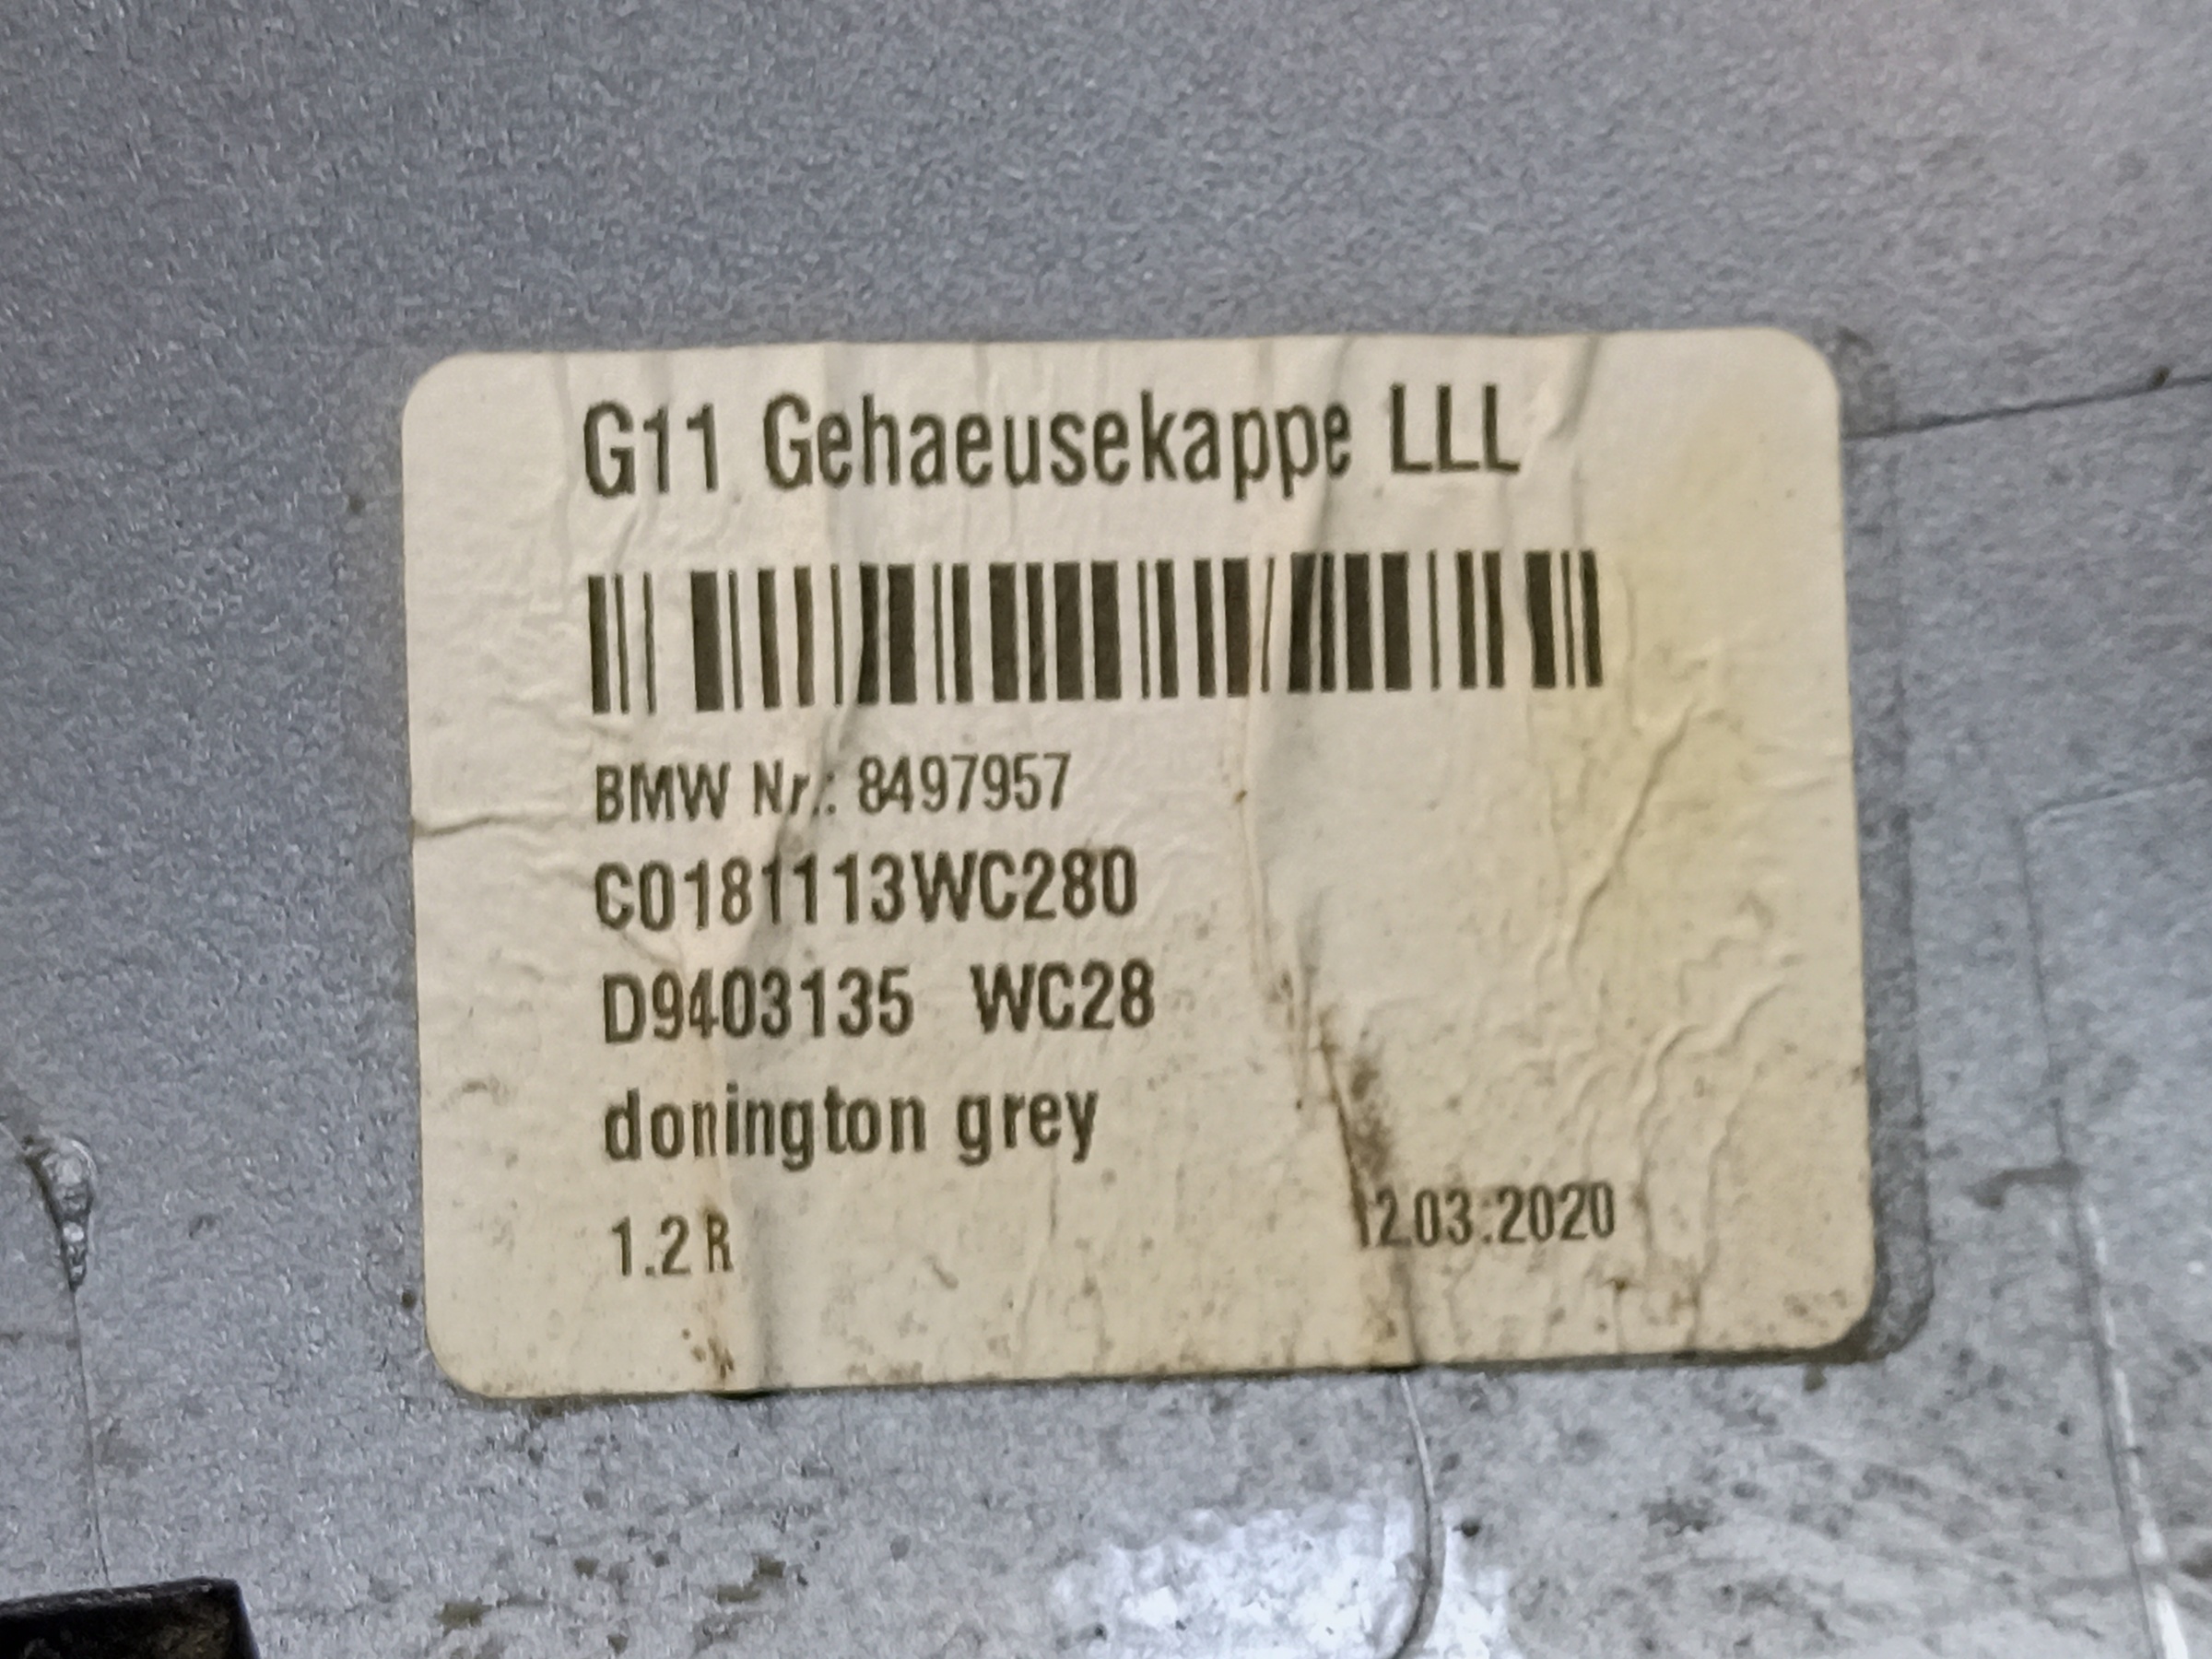 G11 Gehaeusekappe LLL
BMW Nr.: 8497957
C0181113WC280
D9403135 WC28
donington grey
1.2 R
12.03.2020